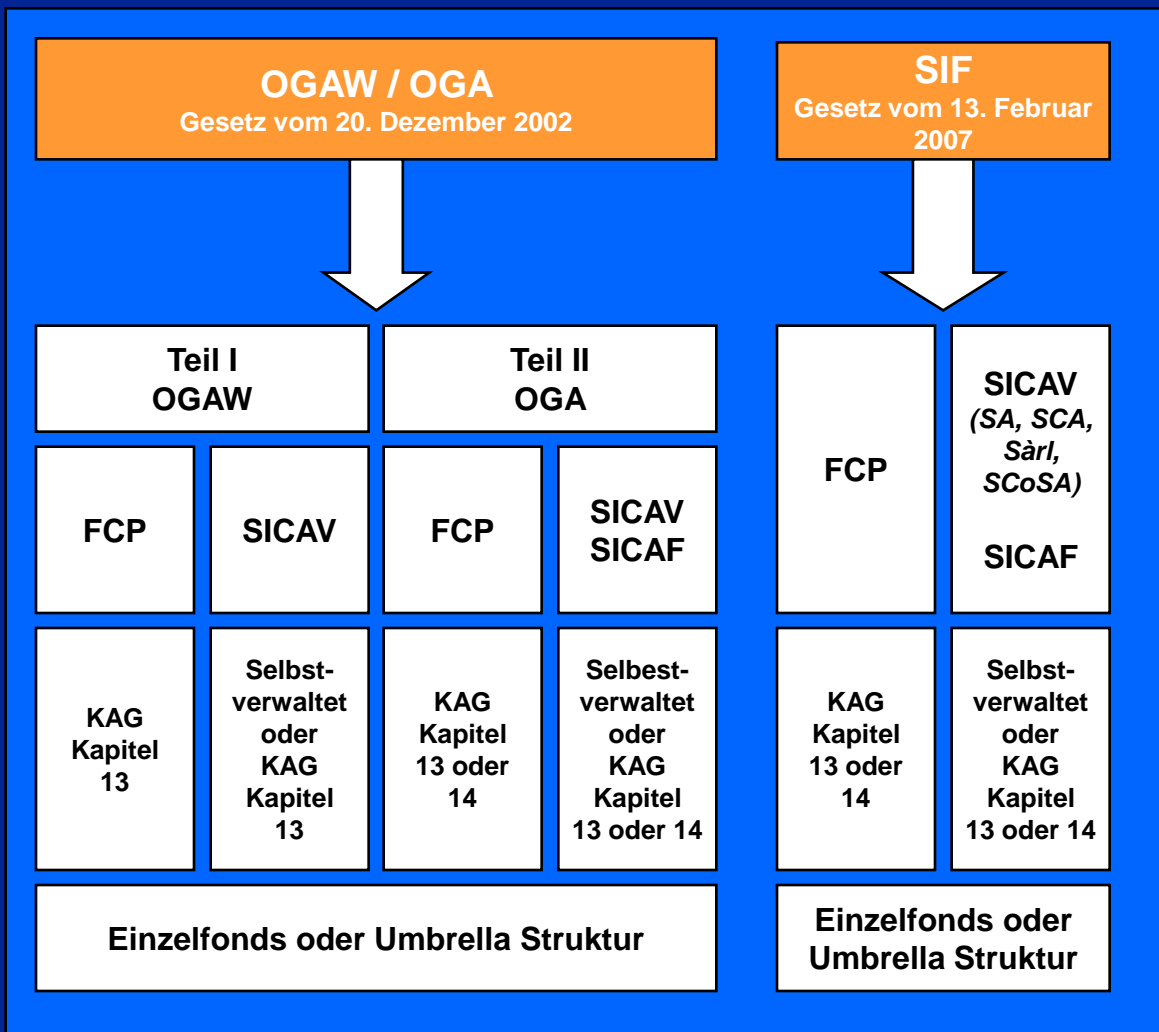 OGAW / OGA
Gesetz vom 20. Dezember 2002
SIF
Gesetz vom 13. Februar
2007
Teil I
OGAW
Teil II
OGA
FCP
SICAV
FCP
SICAV
SICAF
FCP
SICAV
(SA, SCA,
Sàrl,
SCoSA)
SICAF
KAG
Kapitel
13
Selbst-
verwaltet
oder
KAG
Kapitel
13
KAG
Kapitel
13 oder
14
Selbest-
verwaltet
oder
KAG
Kapitel
13 oder 14
KAG
Kapitel
13 oder
14
Selbst-
verwaltet
oder
KAG
Kapitel
13 oder 14
Einzelfonds oder Umbrella Struktur
Einzelfonds oder
Umbrella Struktur